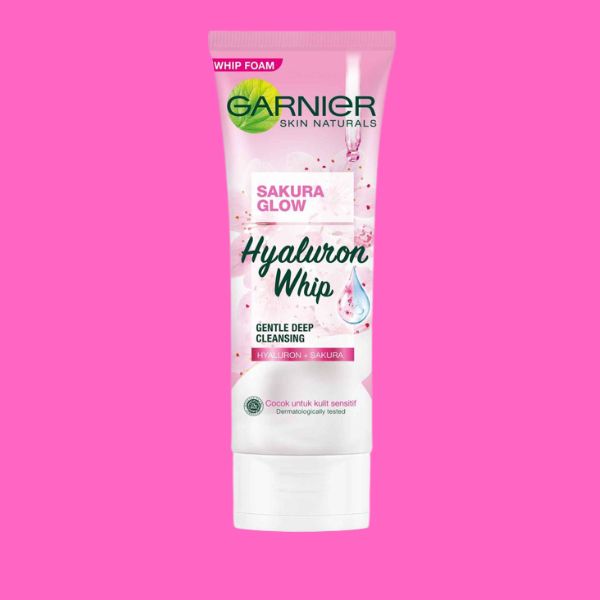 WHIP FOAM
GARNIER
SKIN NATURALS
SAKURA
GLOW
Hyaluron
Whip
GENTLE DEEP
CLEANSING
HYALURON + SAKURA
Cocok untuk kulit sensitif
Dermatologically tested